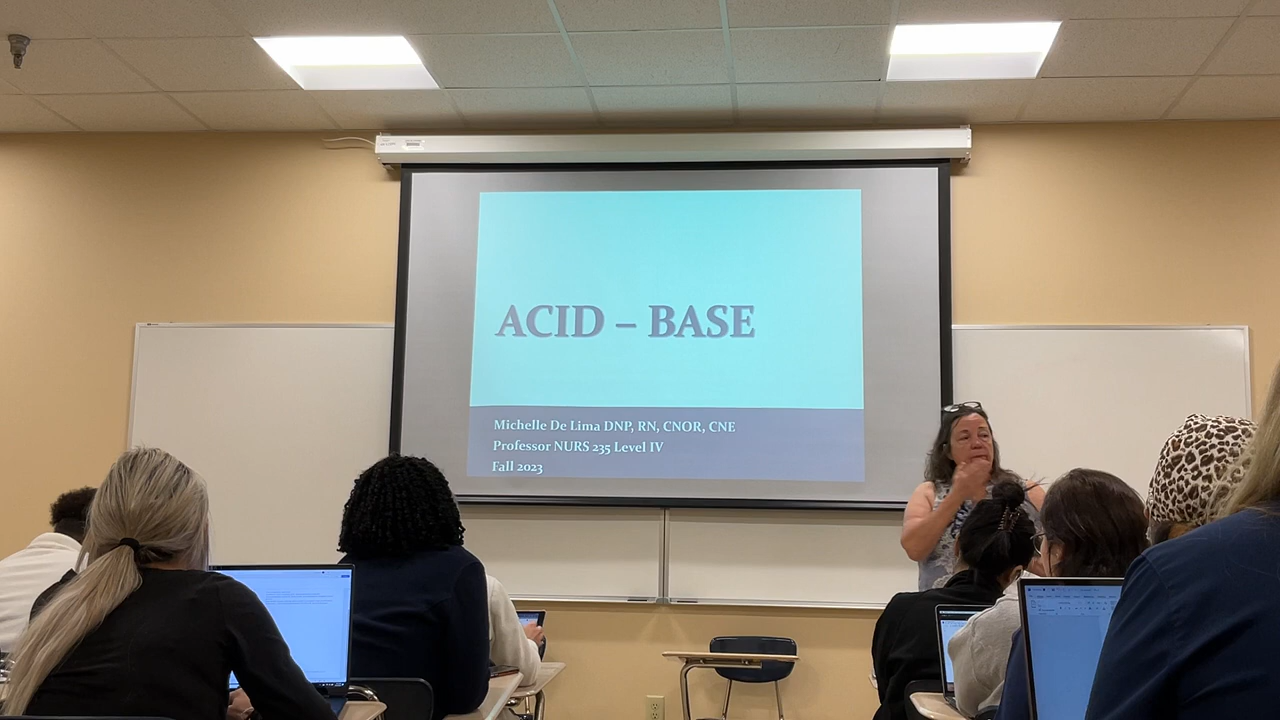 ACID – BASE
Michelle De Lima DNP, RN, CNOR, CNE
Professor NURS 235 Level IV
Fall 2023